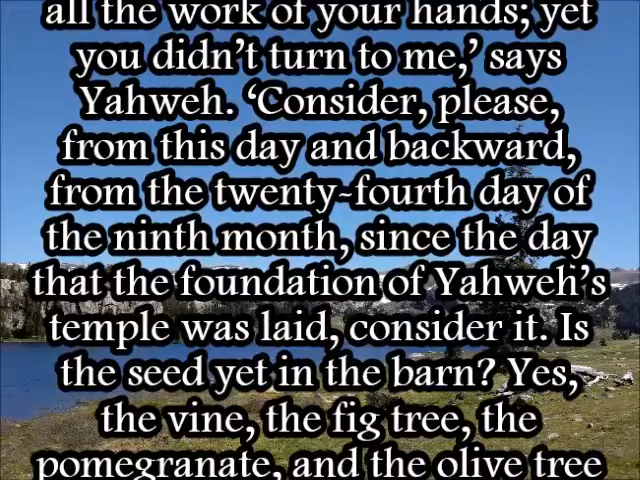 all the work of your hands; yet
you didn’t turn to me,’ says
Yahweh. ‘Consider, please,
from this day and backward,
from the twenty-fourth day of
the ninth month, since the day
that the foundation of Yahweh’s
temple was laid, consider it. Is
the seed yet in the barn? Yes,
the vine, the fig tree, the
pomegranate, and the olive tree